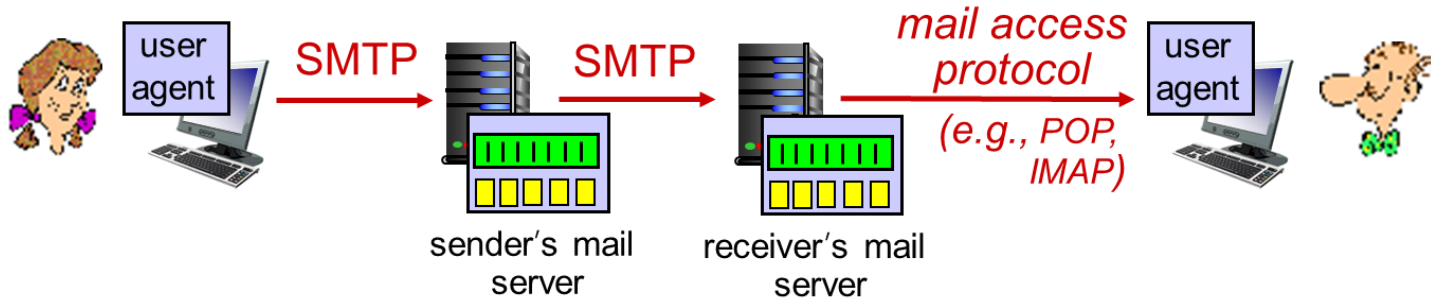 user
agent
SMTP
SMTP
mail access
protocol
(e.g., POP,
IMAP)
user
agent
sender's mail
server
receiver's mail
server